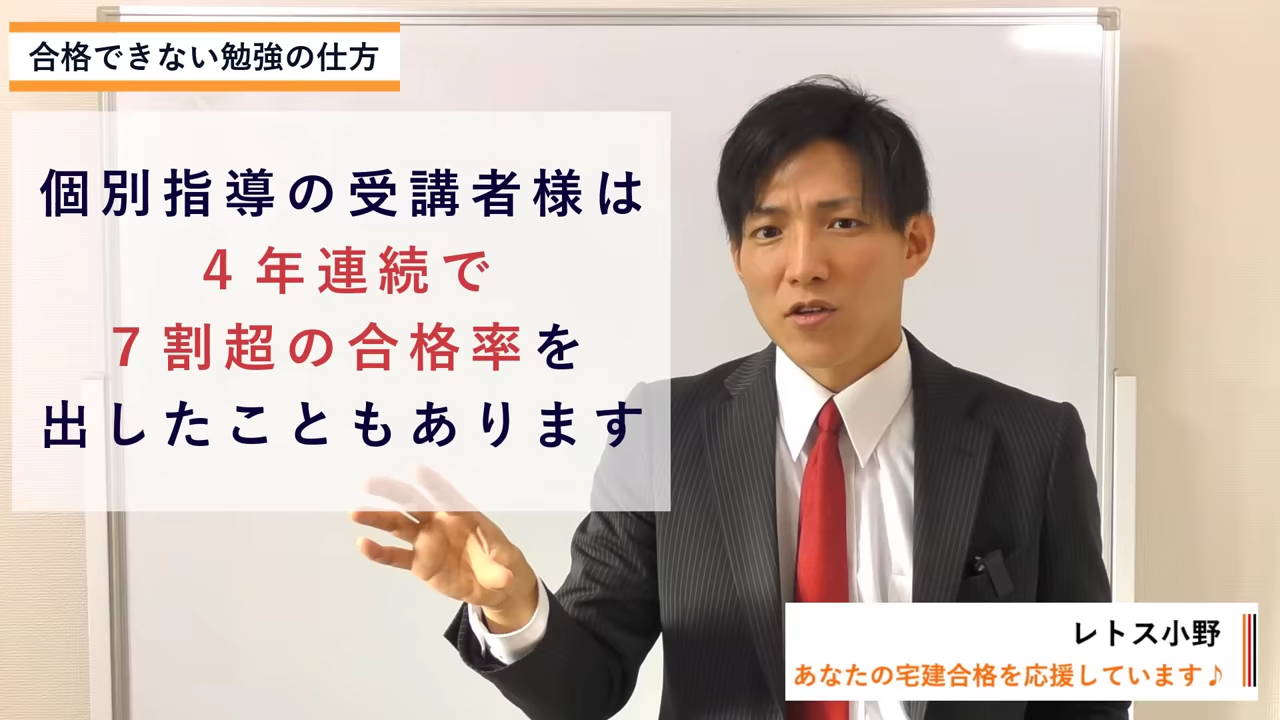 合格できない勉強の仕方
個別指導の受講者様は
4年連続で
7割超の合格率を
出したこともあります
レトス小野
あなたの宅建合格を応援しています♪